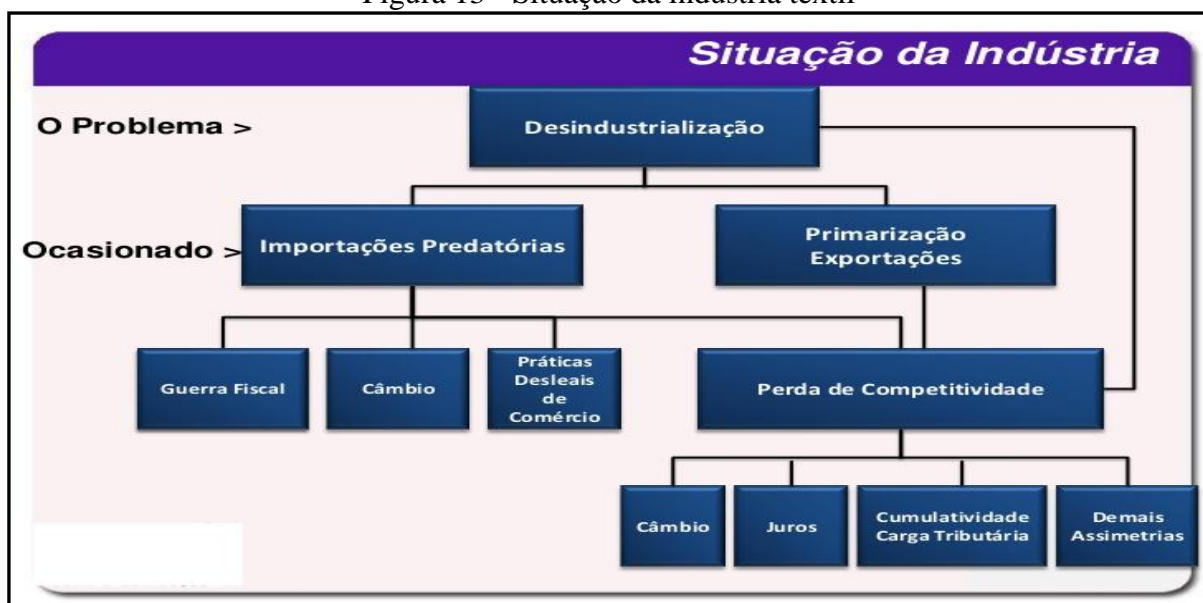 Situação da Indústria
O Problema >
Desindustrialização
Ocasionado >
Importações Predatórias
Primarização
Exportações
Guerra Fiscal
Câmbio
Práticas
Desleais
de
Comércio
Perda de Competitividade
Câmbio
Juros
Cumulatividade
Carga Tributária
Demais
Assimetrias